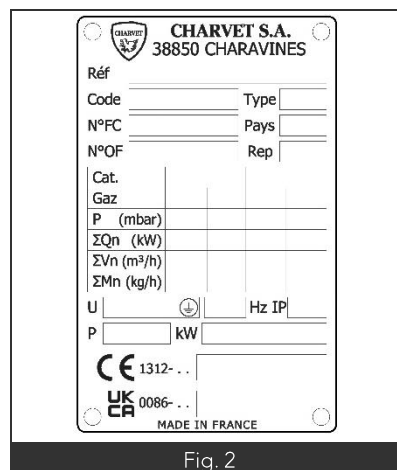 CHARVET
CHARVET S.A.
38850 CHARAVINES
Réf
Code Type
N°FC Pays
N°OF Rep
Cat.
Gaz
P (mbar)
ΣQn (kW)
ΣVn (m³/h)
ΣMn (kg/h)
U Hz IP
P kW
CE 1312- . .
UK CA 0086- . .
MADE IN FRANCE
Fig. 2